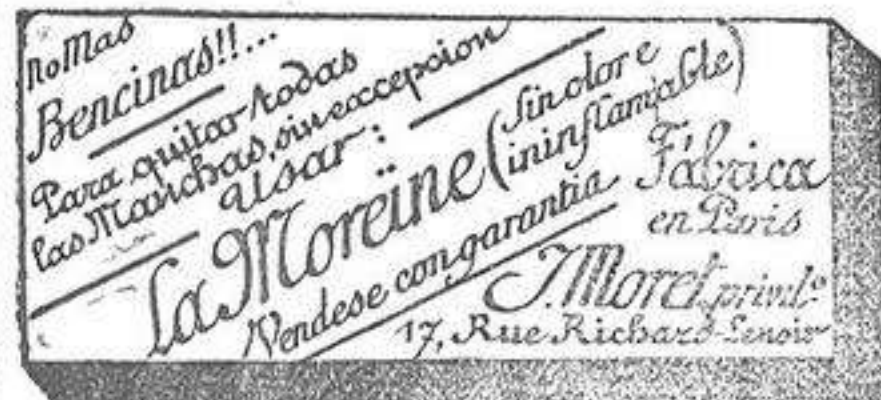 no Mas
Bencinas!!...
Para quitar todas
las Manchas, sin excepcion
Usar:
La Moreïne (sin olor e
ininflamable)
Vendese con garantia
Fábrica
en Paris
J. Moret, privil.º
17, Rue Richard-Lenoir